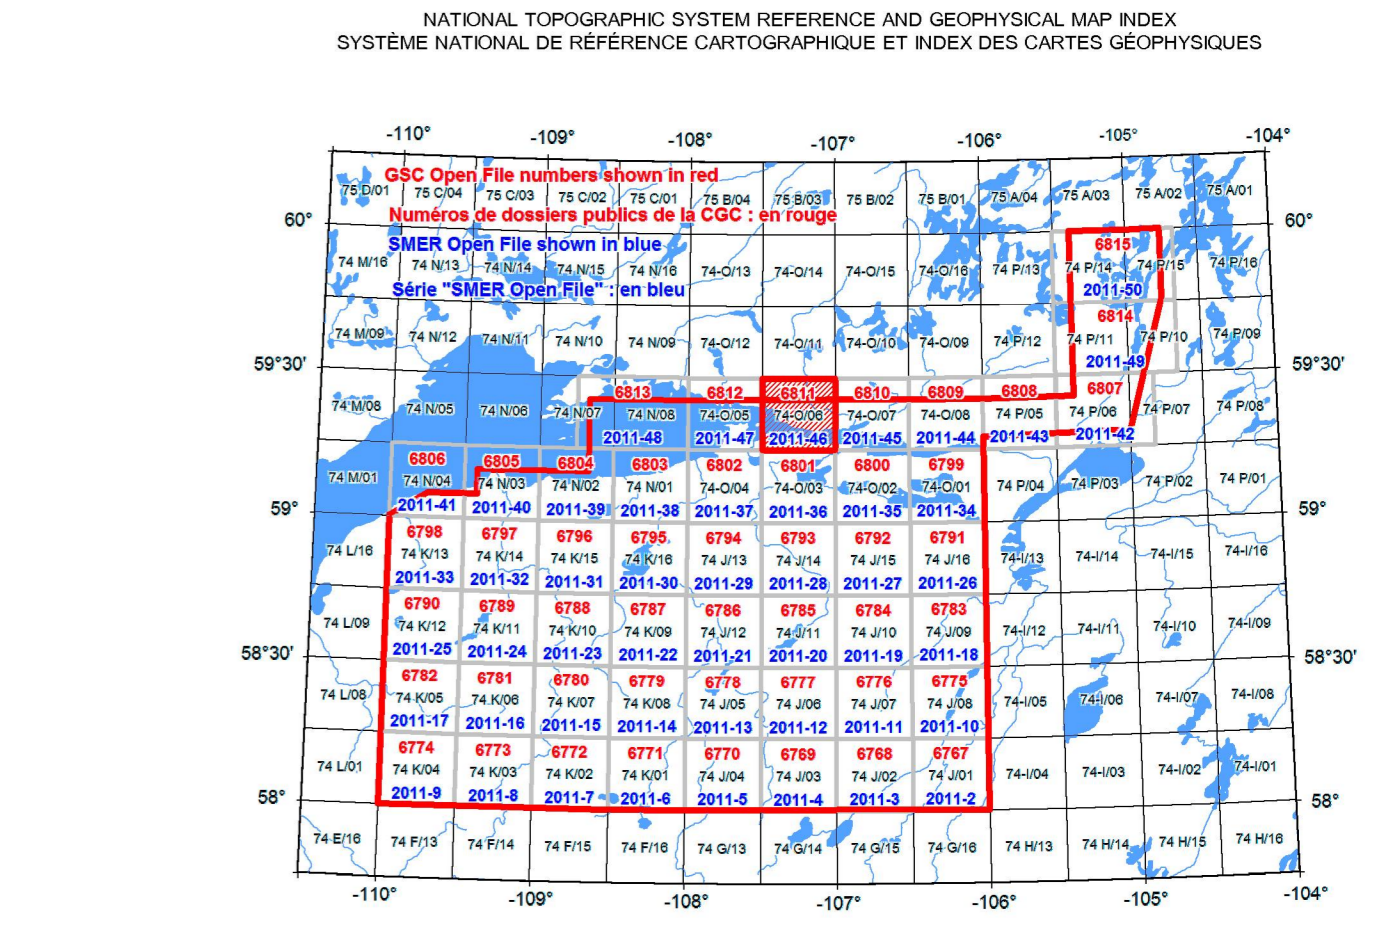 NATIONAL TOPOGRAPHIC SYSTEM REFERENCE AND GEOPHYSICAL MAP INDEX
SYSTÈME NATIONAL DE RÉFÉRENCE CARTOGRAPHIQUE ET INDEX DES CARTES GÉOPHYSIQUES
-110° -109° -108° -107° -106° -105° -104°
GSC Open File numbers shown in red
75 D/01 75 C/04 75 C/03 75 C/02 75 C/01 75 B/04 75 B/03 75 B/02 75 B/01 75 A/04 75 A/03 75 A/02 75 A/01
Numéros de dossiers publics de la CGC : en rouge
60° 60°
SMER Open File shown in blue
6815
74 M/16 74 N/13 74 N/14 74 N/15 74 N/16 74-O/13 74-O/14 74-O/15 74-O/16 74 P/13 74 P/14 74 P/15 74 P/16
Série "SMER Open File" : en bleu
2011-50
6814
74 M/09 74 N/12 74 N/11 74 N/10 74 N/09 74-O/12 74-O/11 74-O/10 74-O/09 74 P/12 74 P/11 74 P/10 74 P/09
2011-49
59°30' 59°30'
6813 6812 6811 6810 6809 6808 6807
74 M/08 74 N/05 74 N/06 74 N/07 74 N/08 74-O/05 74-O/06 74-O/07 74-O/08 74 P/05 74 P/06 74 P/07 74 P/08
2011-48 2011-47 2011-46 2011-45 2011-44 2011-43 2011-42
6806 6805 6804 6803 6802 6801 6800 6799
74 M/01 74 N/04 74 N/03 74 N/02 74 N/01 74-O/04 74-O/03 74-O/02 74-O/01 74 P/04 74 P/03 74 P/02 74 P/01
2011-41 2011-40 2011-39 2011-38 2011-37 2011-36 2011-35 2011-34
59° 59°
6798 6797 6796 6795 6794 6793 6792 6791
74 L/16 74 K/13 74 K/14 74 K/15 74 K/16 74 J/13 74 J/14 74 J/15 74 J/16 74-I/13 74-I/14 74-I/15 74-I/16
2011-33 2011-32 2011-31 2011-30 2011-29 2011-28 2011-27 2011-26
6790 6789 6788 6787 6786 6785 6784 6783
74 L/09 74 K/12 74 K/11 74 K/10 74 K/09 74 J/12 74 J/11 74 J/10 74 J/09 74-I/12 74-I/11 74-I/10 74-I/09
2011-25 2011-24 2011-23 2011-22 2011-21 2011-20 2011-19 2011-18
58°30' 58°30'
6782 6781 6780 6779 6778 6777 6776 6775
74 L/08 74 K/05 74 K/06 74 K/07 74 K/08 74 J/05 74 J/06 74 J/07 74 J/08 74-I/05 74-I/06 74-I/07 74-I/08
2011-17 2011-16 2011-15 2011-14 2011-13 2011-12 2011-11 2011-10
6774 6773 6772 6771 6770 6769 6768 6767
74 L/01 74 K/04 74 K/03 74 K/02 74 K/01 74 J/04 74 J/03 74 J/02 74 J/01 74-I/04 74-I/03 74-I/02 74-I/01
2011-9 2011-8 2011-7 2011-6 2011-5 2011-4 2011-3 2011-2
58° 58°
74 E/16 74 F/13 74 F/14 74 F/15 74 F/16 74 G/13 74 G/14 74 G/15 74 G/16 74 H/13 74 H/14 74 H/15 74 H/16
-110° -109° -108° -107° -106° -105° -104°